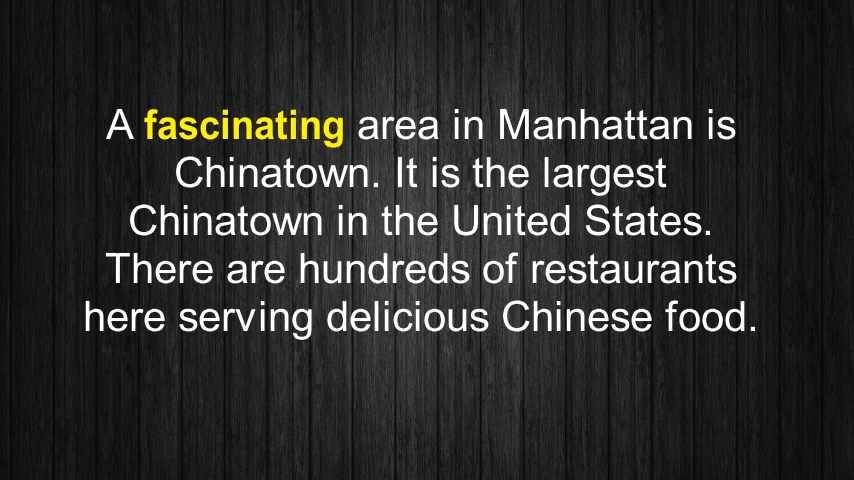 A fascinating area in Manhattan is
Chinatown. It is the largest
Chinatown in the United States.
There are hundreds of restaurants
here serving delicious Chinese food.